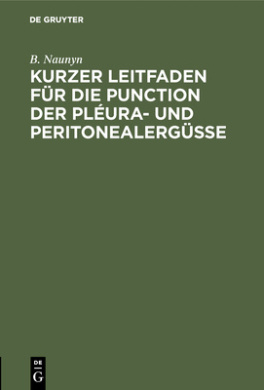 DE GRUYTER
B. Naunyn
KURZER LEITFADEN
FÜR DIE PUNCTION
DER PLÉURA- UND
PERITONEALERGÜSSE
DE
G